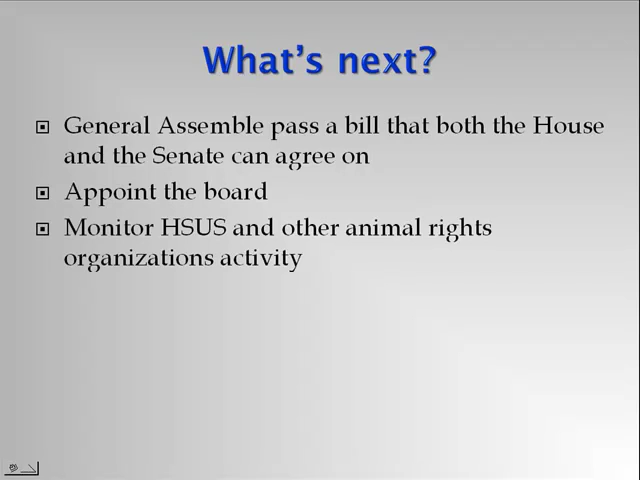 What's next?
General Assemble pass a bill that both the House
and the Senate can agree on
Appoint the board
Monitor HSUS and other animal rights
organizations activity